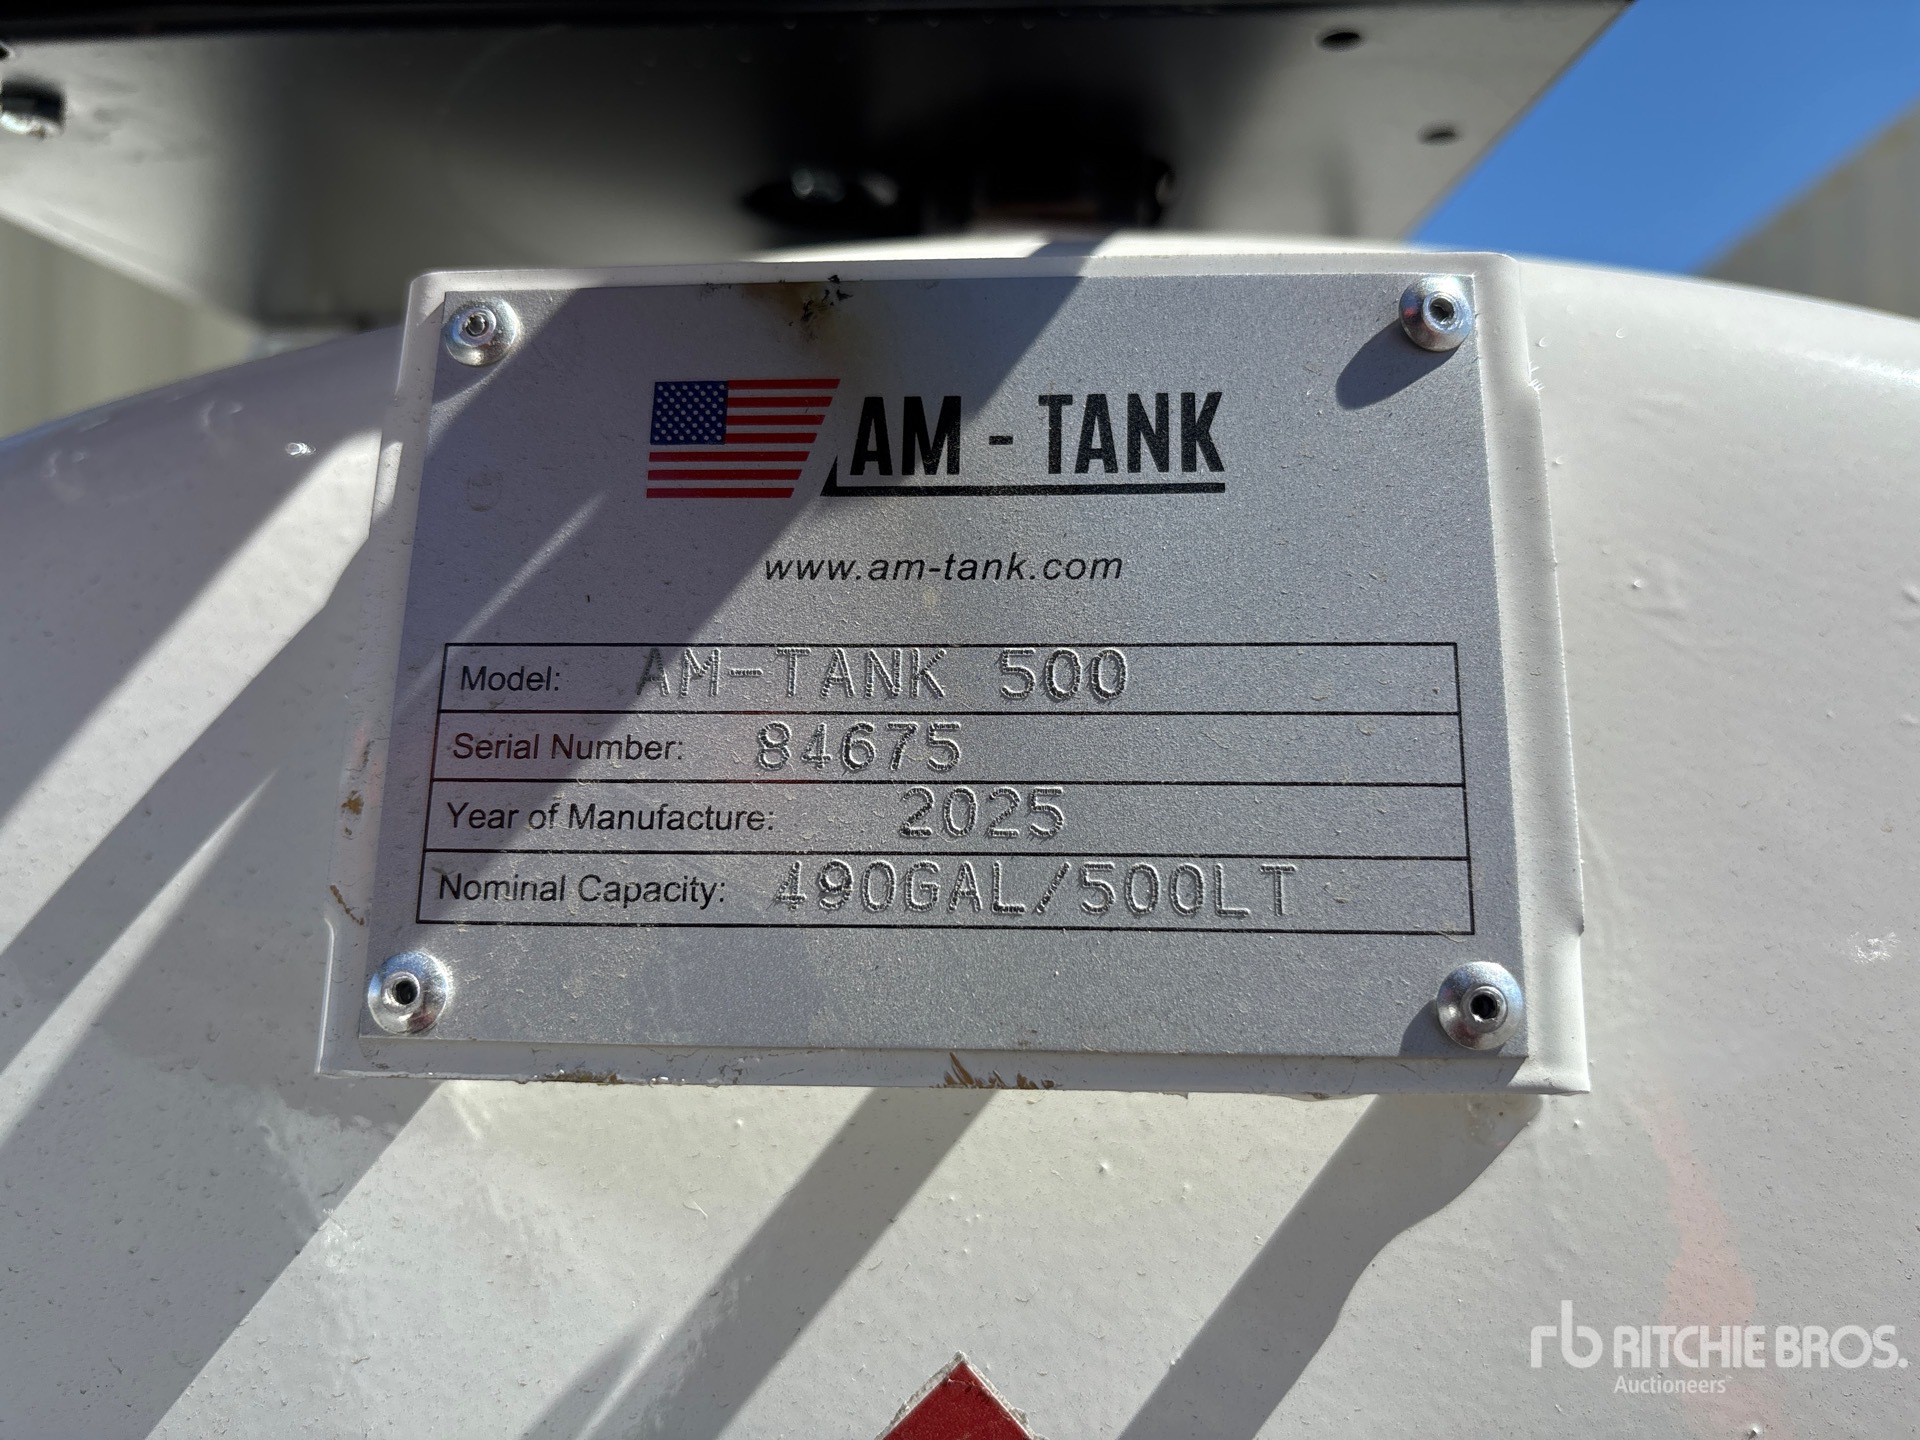 AM - TANK
www.am-tank.com
Model: AM-TANK 500
Serial Number: 84675
Year of Manufacture: 2025
Nominal Capacity: 490GAL/500LT
rb RITCHIE BROS.
Auctioneers